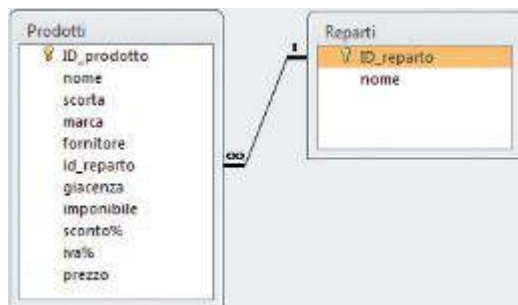 Prodotti
ID_prodotto
nome
scorta
marca
fornitore
id_reparto
giacenza
imponibile
sconto%
iva%
prezzo
∞
1
Reparti
ID_reparto
nome